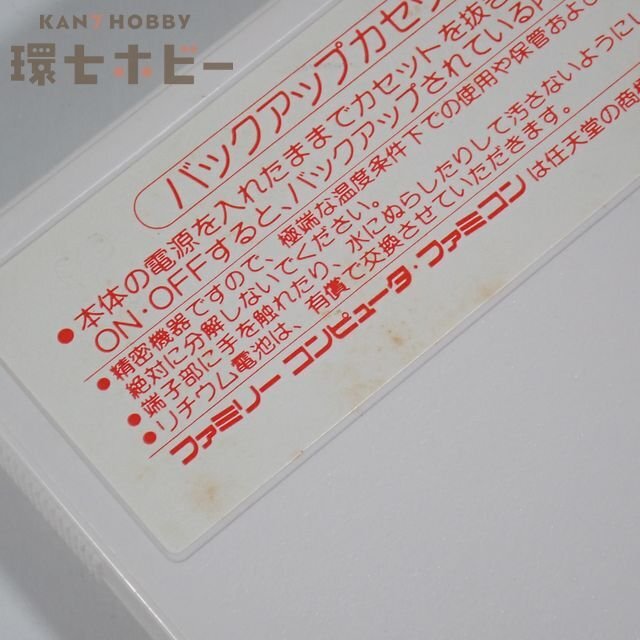 KAN7HOBBY
環七ホビー
バックアップカセッ
●本体の電源を入れたままでカセットを抜き
ON・OFFすると、バックアップされている内
●精密機器ですので、極端な温度条件下での使用や保管およ
絶対に分解しないでください。
●端子部に手を触れたり、水にぬらしたりして汚さないように!
●リチウム電池は、有償で交換させていただきます。
ファミリーコンピュータ・ファミコンは任天堂の商標